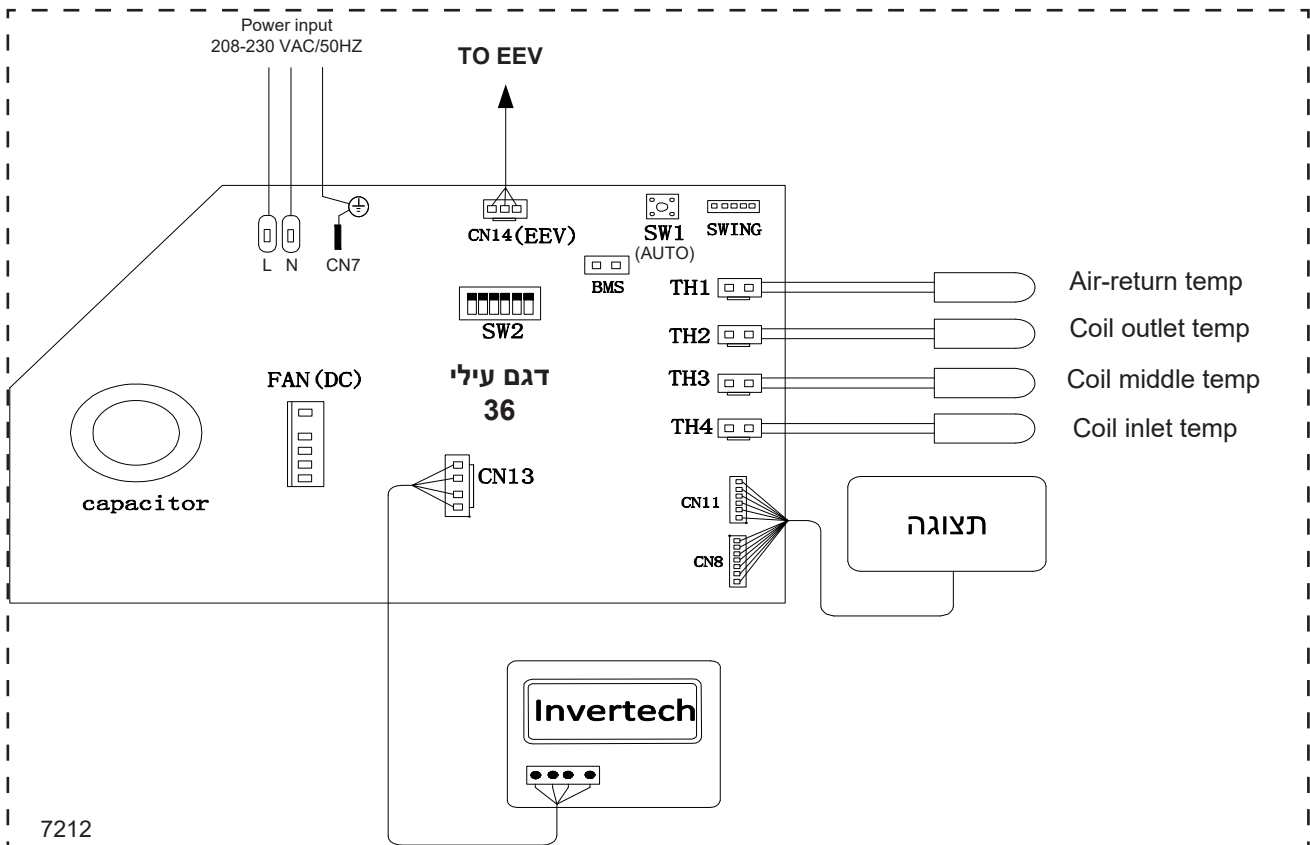 Power input
208-230 VAC/50HZ
TO EEV
L N CN7
CN14(EEV)
SW1
(AUTO)
SWING
BMS
SW2
TH1
Air-return temp
TH2
Coil outlet temp
TH3
Coil middle temp
TH4
Coil inlet temp
FAN(DC)
דגם עילי
36
capacitor
CN13
CN11
CN8
תצוגה
Invertech
7212